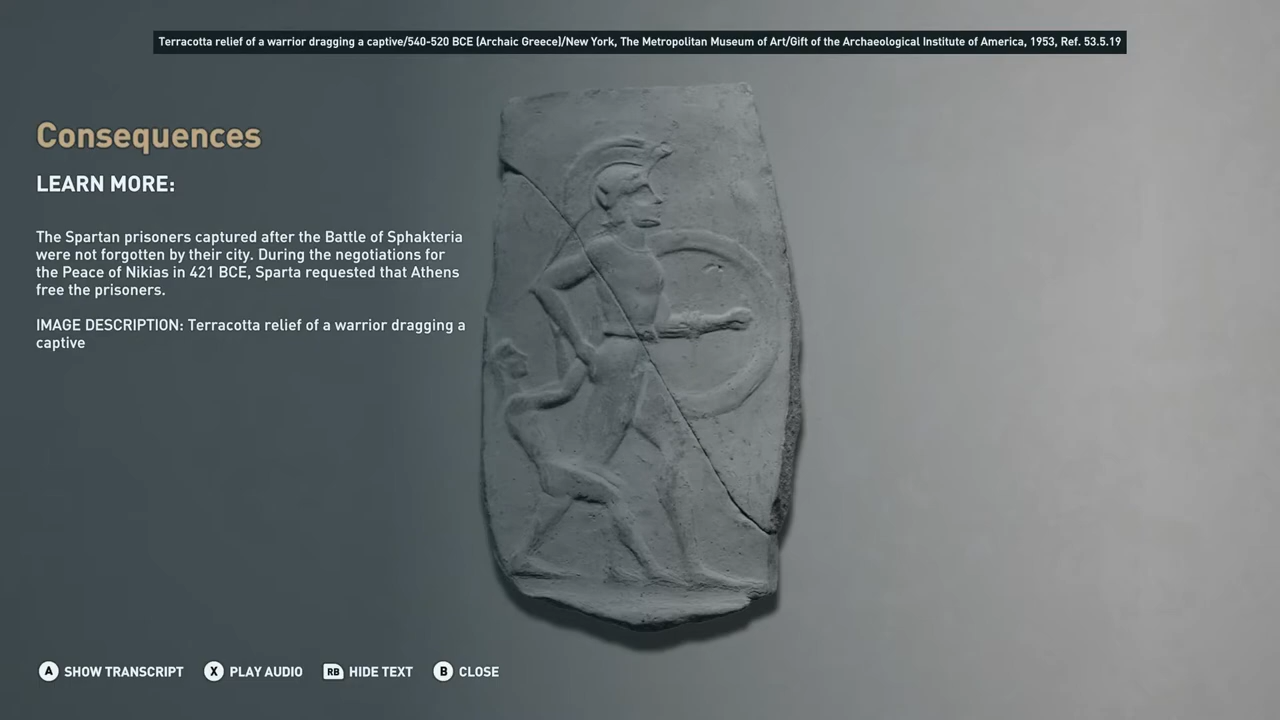 Terracotta relief of a warrior dragging a captive/540-520 BCE (Archaic Greece)/New York, The Metropolitan Museum of Art/Gift of the Archaeological Institute of America, 1953, Ref. 53.5.19
Consequences
LEARN MORE:
The Spartan prisoners captured after the Battle of Sphakteria
were not forgotten by their city. During the negotiations for
the Peace of Nikias in 421 BCE, Sparta requested that Athens
free the prisoners.
IMAGE DESCRIPTION: Terracotta relief of a warrior dragging a
captive
A SHOW TRANSCRIPT X PLAY AUDIO RB HIDE TEXT B CLOSE